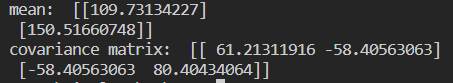 mean:  [[109.73134227]
 [150.51660748]]
covariance matrix:  [[ 61.21311916 -58.40563063]
 [-58.40563063  80.40434064]]